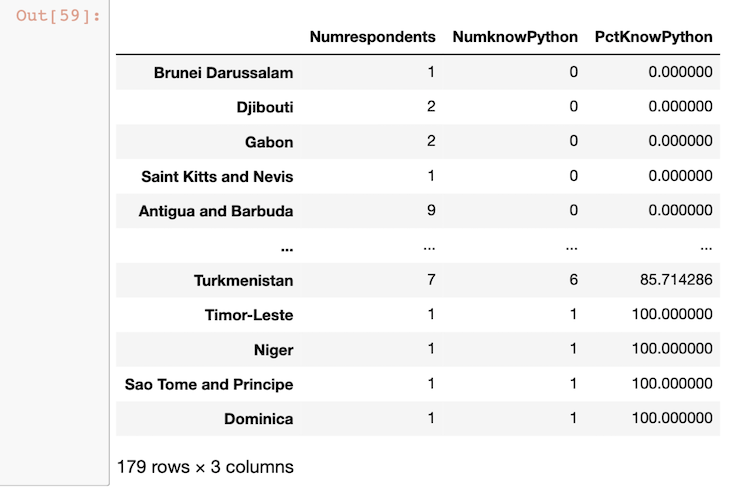 Out[59]:
Numrespondents NumknowPython PctKnowPython
Brunei Darussalam 1 0 0.000000
Djibouti 2 0 0.000000
Gabon 2 0 0.000000
Saint Kitts and Nevis 1 0 0.000000
Antigua and Barbuda 9 0 0.000000
... ... ... ...
Turkmenistan 7 6 85.714286
Timor-Leste 1 1 100.000000
Niger 1 1 100.000000
Sao Tome and Principe 1 1 100.000000
Dominica 1 1 100.000000
179 rows × 3 columns